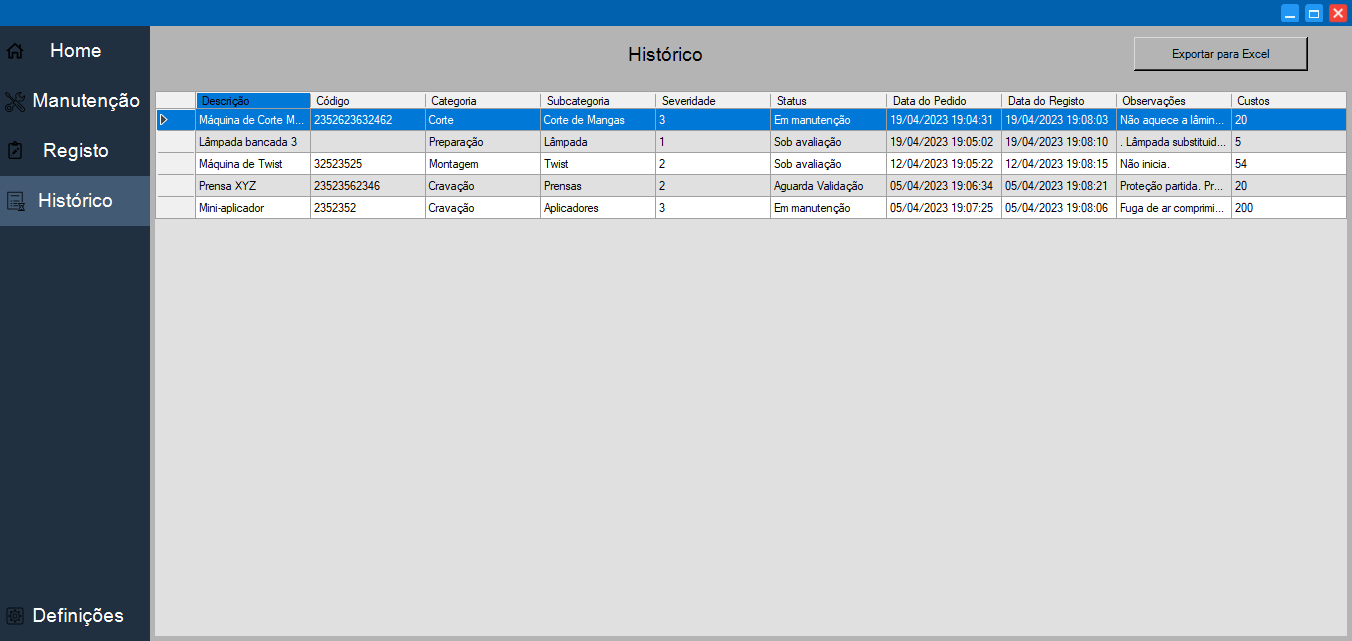 Home
Manutenção
Registo
Histórico
Definições
Histórico
Exportar para Excel
Descrição Código Categoria Subcategoria Severidade Status Data do Pedido Data do Registo Observações Custos
Máquina de Corte M... 2352623632462 Corte Corte de Mangas 3 Em manutenção 19/04/2023 19:04:31 19/04/2023 19:08:03 Não aquece a lâmin... 20
Lâmpada bancada 3 Preparação Lâmpada 1 Sob avaliação 19/04/2023 19:05:02 19/04/2023 19:08:10 . Lâmpada substituid... 5
Máquina de Twist 32523525 Montagem Twist 2 Sob avaliação 12/04/2023 19:05:22 12/04/2023 19:08:15 Não inicia. 54
Prensa XYZ 23523562346 Cravação Prensas 2 Aguarda Validação 05/04/2023 19:06:34 05/04/2023 19:08:21 Proteção partida. Pr... 20
Mini-aplicador 2352352 Cravação Aplicadores 3 Em manutenção 05/04/2023 19:07:25 05/04/2023 19:08:06 Fuga de ar comprimi... 200